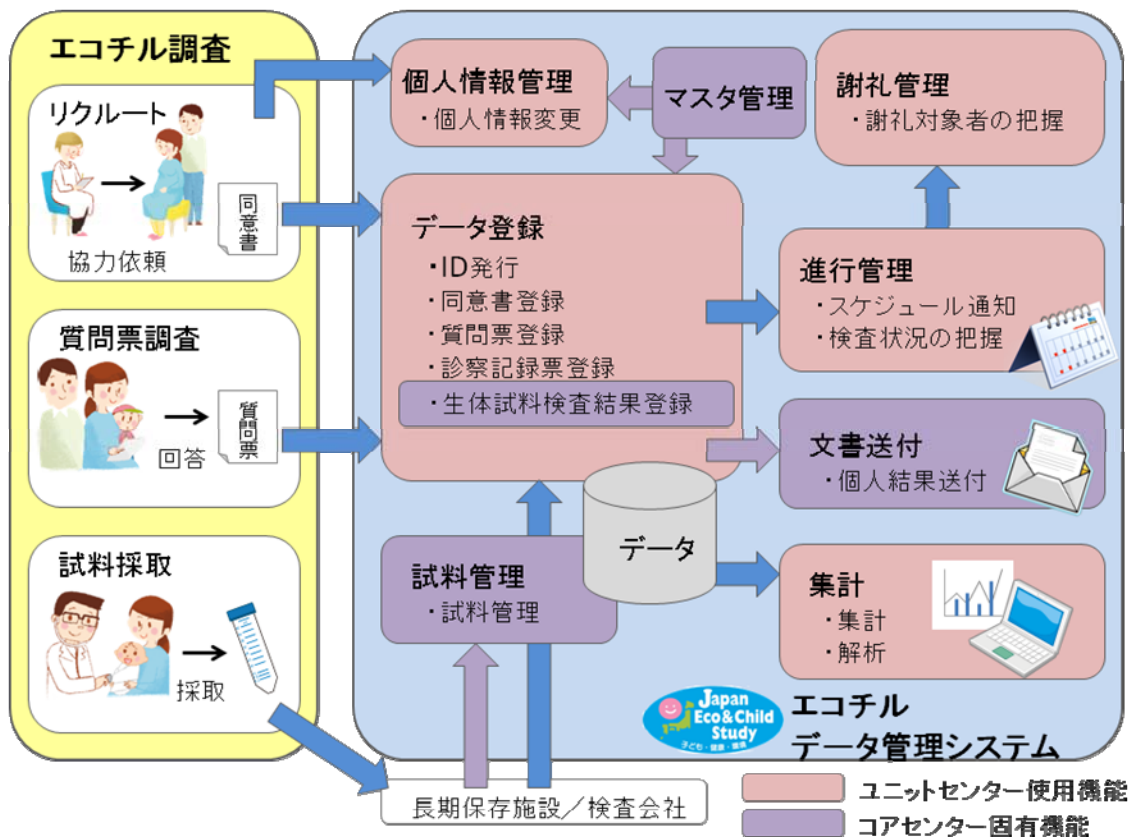 エコチル調査
リクルート
同意書
協力依頼
質問票調査
質問票
回答
試料採取
採取
個人情報管理
・個人情報変更
マスタ管理
謝礼管理
・謝礼対象者の把握
データ登録
・ID発行
・同意書登録
・質問票登録
・診察記録票登録
・生体試料検査結果登録
進行管理
・スケジュール通知
・検査状況の把握
文書送付
・個人結果送付
データ
試料管理
・試料管理
集計
・集計
・解析
Japan
Eco&Child
Study
子ども・健康・環境
エコチル
データ管理システム
長期保存施設／検査会社
ユニットセンター使用機能
コアセンター固有機能